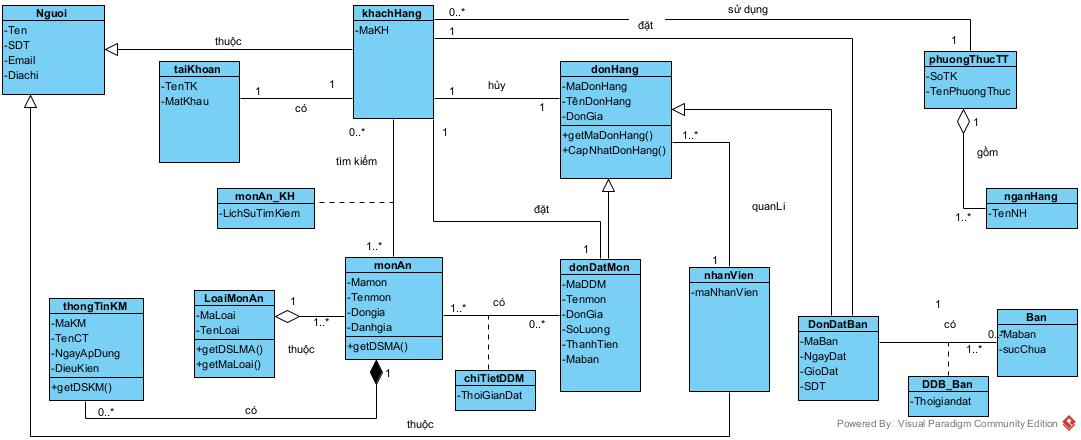 Nguoi
-Ten
-SDT
-Email
-Diachi
thuộc
khachHang
-MaKH
0..*
sử dụng
1
đặt
1
phuongThucTT
-SoTK
-TenPhuongThuc
1
gồm
1..*
nganHang
-TenNH
taiKhoan
-TenTK
-MatKhau
1
có
1
1
hủy
1
donHang
-MaDonHang
-TênDonHang
-DonGia
+getMaDonHang()
+CapNhatDonHang()
1..*
quanLi
1
0..*
tìm kiếm
1..*
1
đặt
1
monAn_KH
-LichSuTimKiem
monAn
-Mamon
-Tenmon
-Dongia
-Danhgia
+getDSMA()
1
thongTinKM
-MaKM
-TenCT
-NgayApDung
-DieuKien
+getDSKM()
0..*
có
LoaiMonAn
-MaLoai
-TenLoai
+getDSLMA()
+getMaLoai()
1
1..*
thuộc
1..*
có
0..*
chiTietDDM
-ThoiGianDat
donDatMon
-MaDDM
-Tenmon
-DonGia
-SoLuong
-ThanhTien
-Maban
nhanVien
-maNhanVien
DonDatBan
-MaBan
-NgayDat
-GioDat
-SDT
1
có
0..*
1..*
Ban
-Maban
-sucChua
DDB_Ban
-Thoigiandat
thuộc
Powered By Visual Paradigm Community Edition